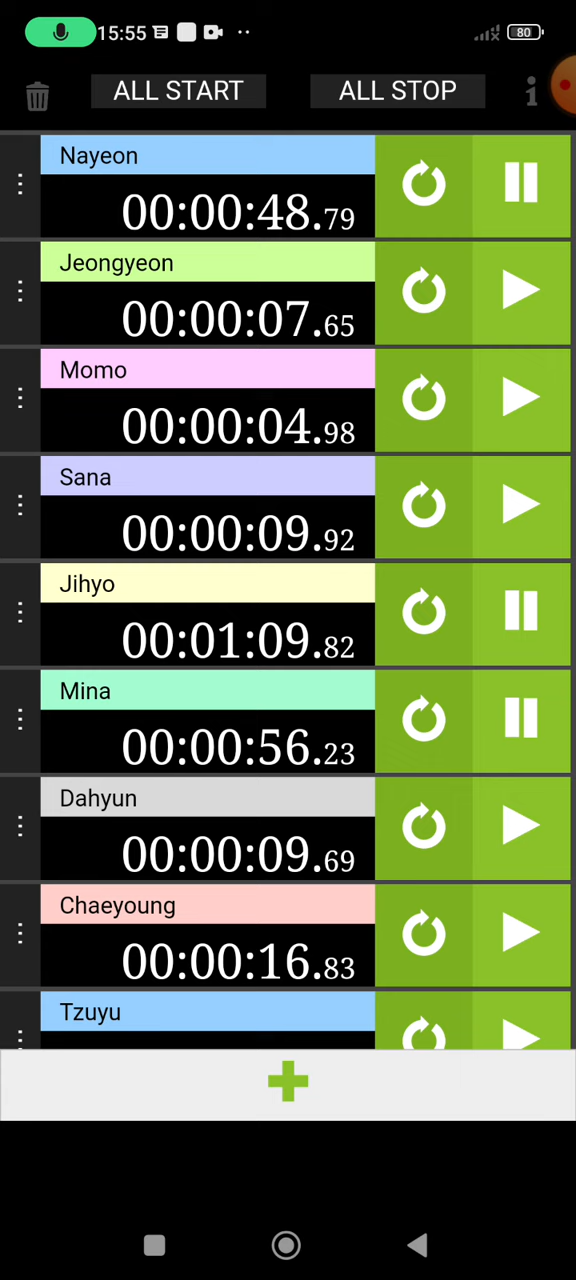 15:55
80
ALL START ALL STOP
Nayeon
00:00:48.79
Jeongyeon
00:00:07.65
Momo
00:00:04.98
Sana
00:00:09.92
Jihyo
00:01:09.82
Mina
00:00:56.23
Dahyun
00:00:09.69
Chaeyoung
00:00:16.83
Tzuyu